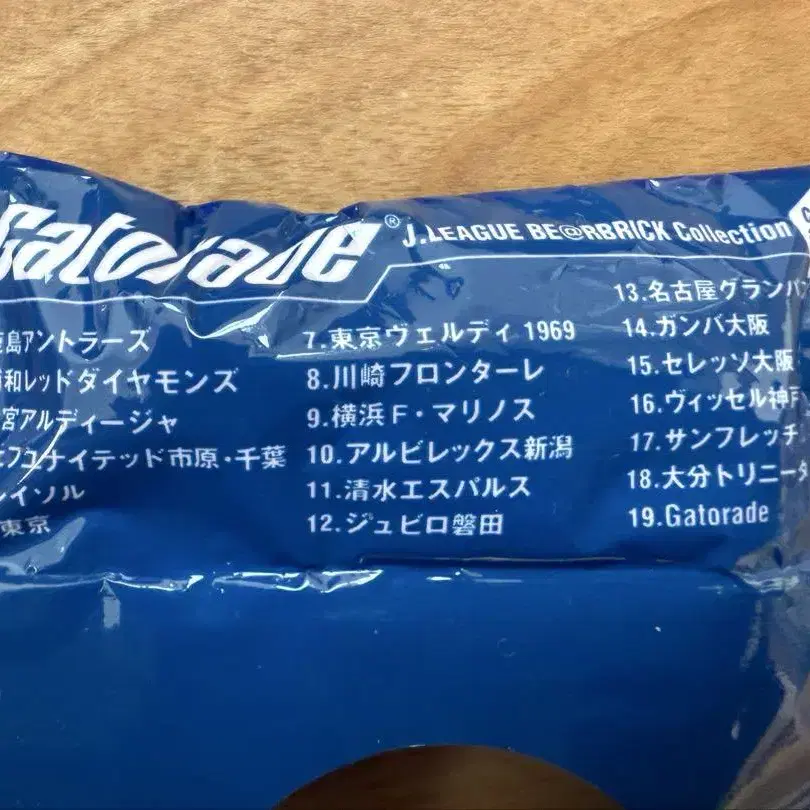 Gatorade® J.LEAGUE BE@RBRICK Collection
島アントラーズ
和レッドダイヤモンズ
宮アルディージャ
フユナイテッド市原・千葉
イソル
東京
7.東京ヴェルディ 1969
8.川崎フロンターレ
9.横浜F・マリノス
10.アルビレックス新潟
11.清水エスパルス
12.ジュビロ磐田
13.名古屋グランパ
14.ガンバ大阪
15.セレッソ大阪
16.ヴィッセル神戸
17.サンフレッチ
18.大分トリニータ
19.Gatorade